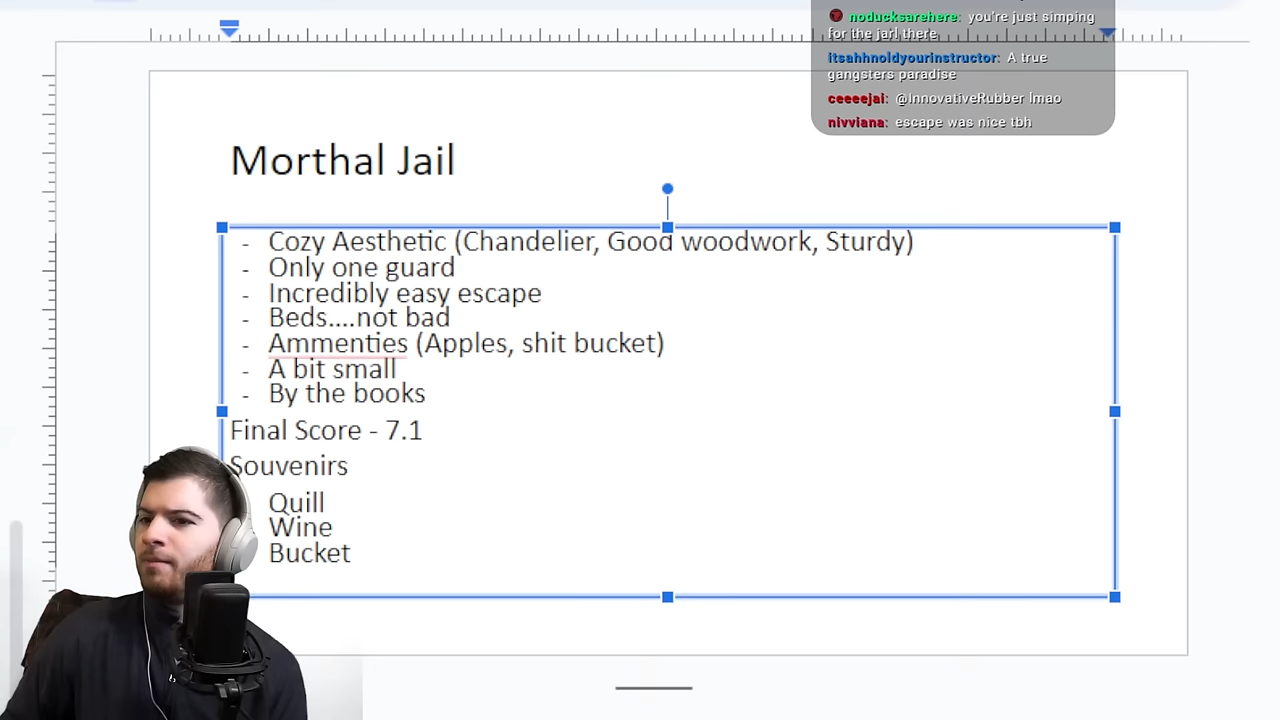 noducksarehere: you're just simping
for the jarl there
itsahhnoldyourinstructor: A true
gangsters paradise
ceeeejai: @InnovativeRubber lmao
nivviana: escape was nice tbh
Morthal Jail
- Cozy Aesthetic (Chandelier, Good woodwork, Sturdy)
- Only one guard
- Incredibly easy escape
- Beds....not bad
- Ammenties (Apples, shit bucket)
- A bit small
- By the books
Final Score - 7.1
Souvenirs
Quill
Wine
Bucket